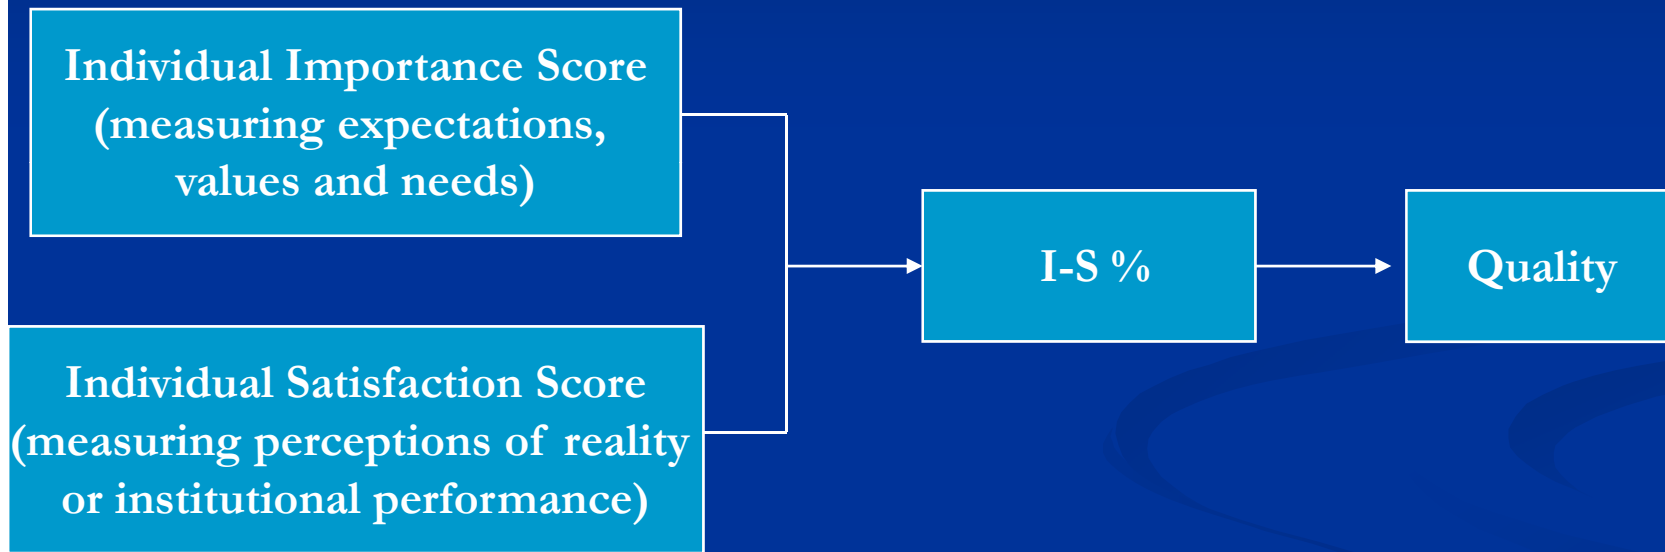 Individual Importance Score
(measuring expectations,
values and needs)
I-S %
Quality
Individual Satisfaction Score
(measuring perceptions of reality
or institutional performance)